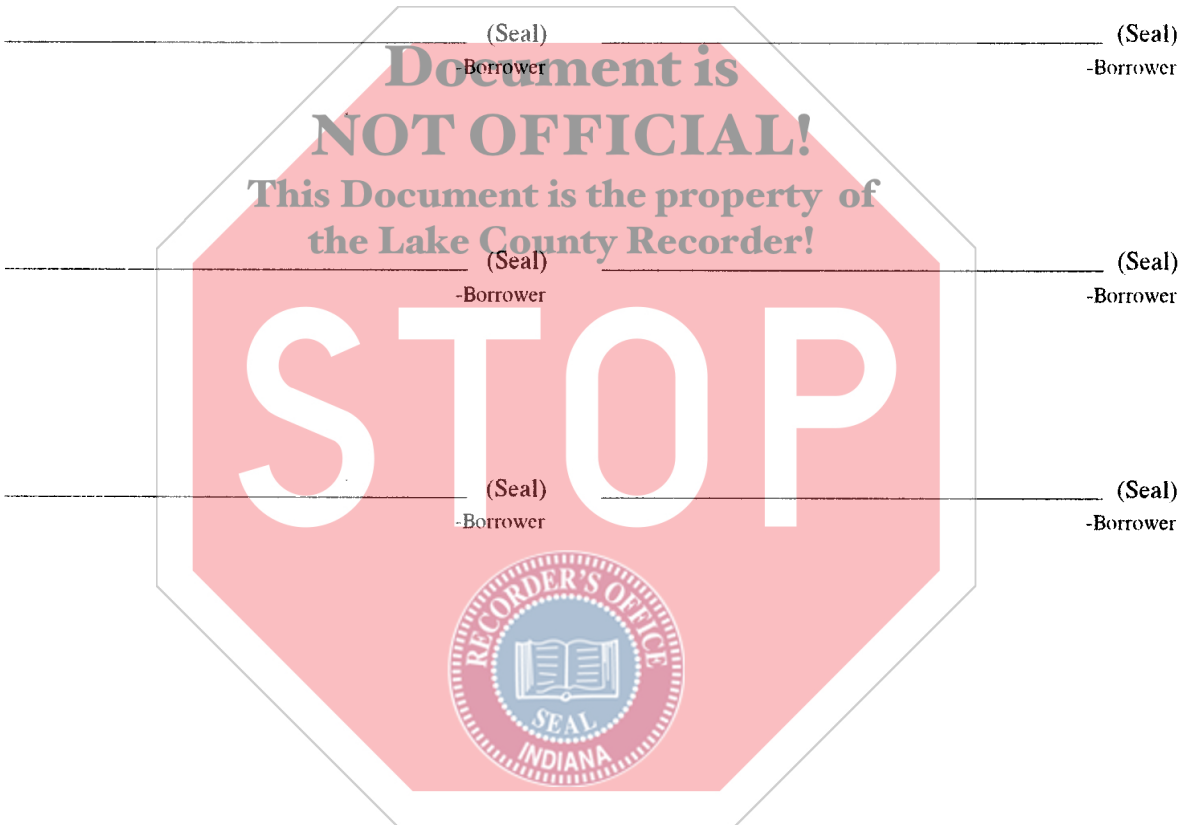 (Seal) (Seal)
-Borrower -Borrower
Document is
NOT OFFICIAL!
This Document is the property of
the Lake County Recorder!
(Seal) (Seal)
-Borrower -Borrower
STOP
(Seal) (Seal)
-Borrower -Borrower
RECORDER'S OFFICE
SEAL
INDIANA